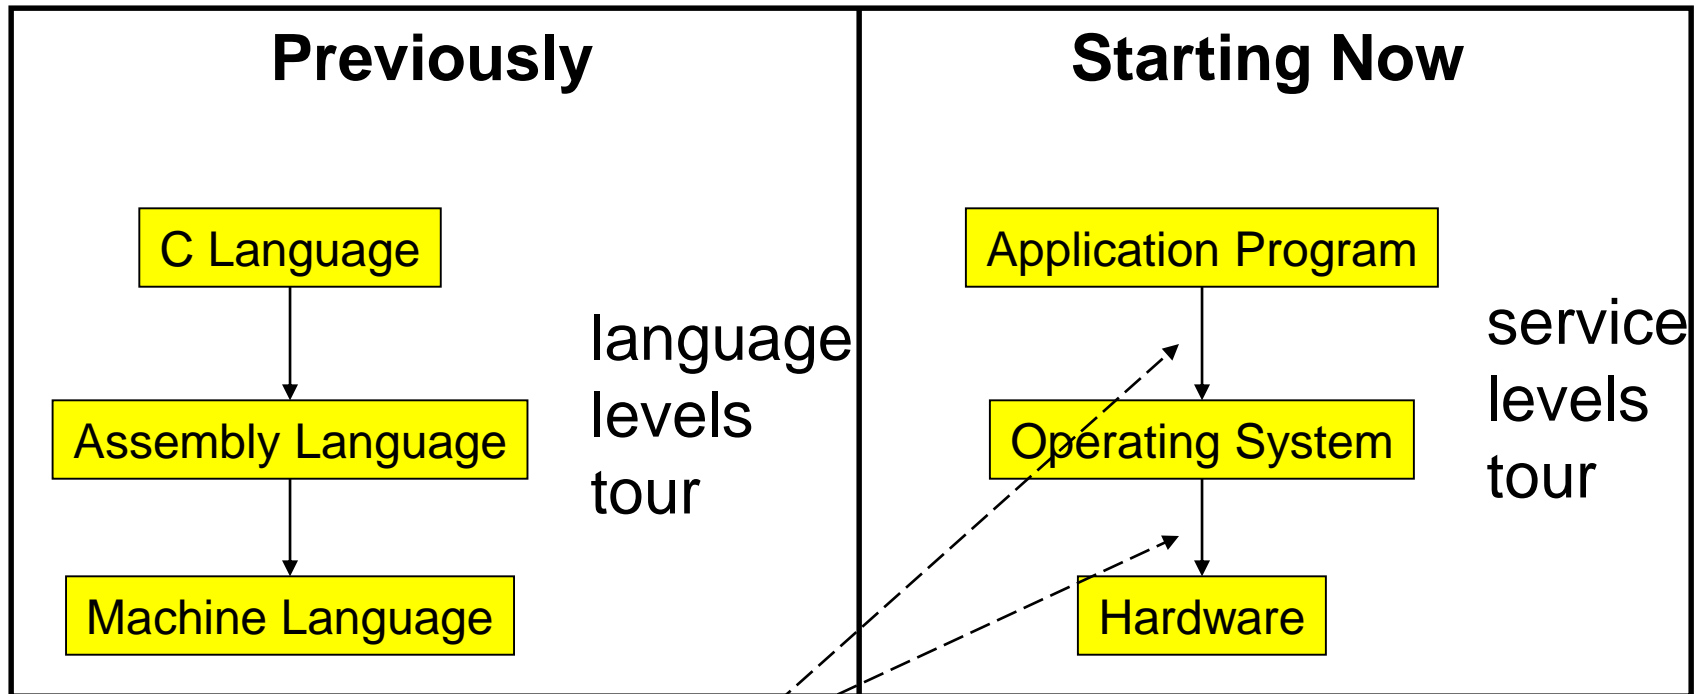 Previously
C Language
Assembly Language
Machine Language
language
levels
tour
Starting Now
Application Program
Operating System
Hardware
service
levels
tour